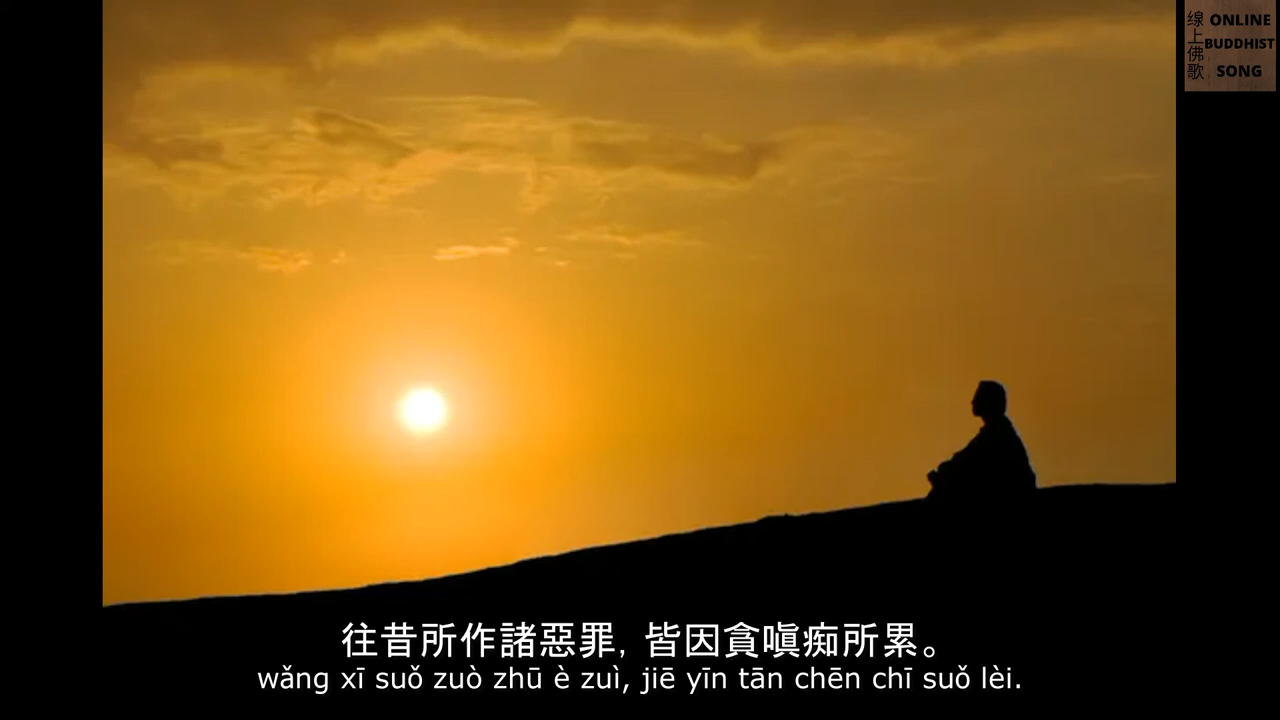 线上佛歌
ONLINE
BUDDHIST
SONG
往昔所作諸惡罪，皆因貪嗔痴所累。
wǎng xī suǒ zuò zhū è zuì, jiē yīn tān chēn chī suǒ lèi.